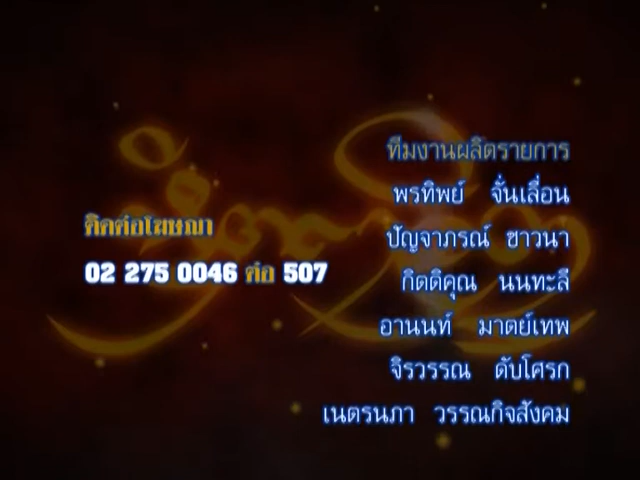 ติดต่อโฆษณา
02 275 0046 ต่อ 507
ทีมงานผลิตรายการ
พรทิพย์ จั่นเลื่อน
ปัญจาภรณ์ ชาวนา
กิตติคุณ นนทะลี
อานนท์ มาตย์เทพ
จิรวรรณ ดับโศรก
เนตรนภา วรรณกิจสังคม